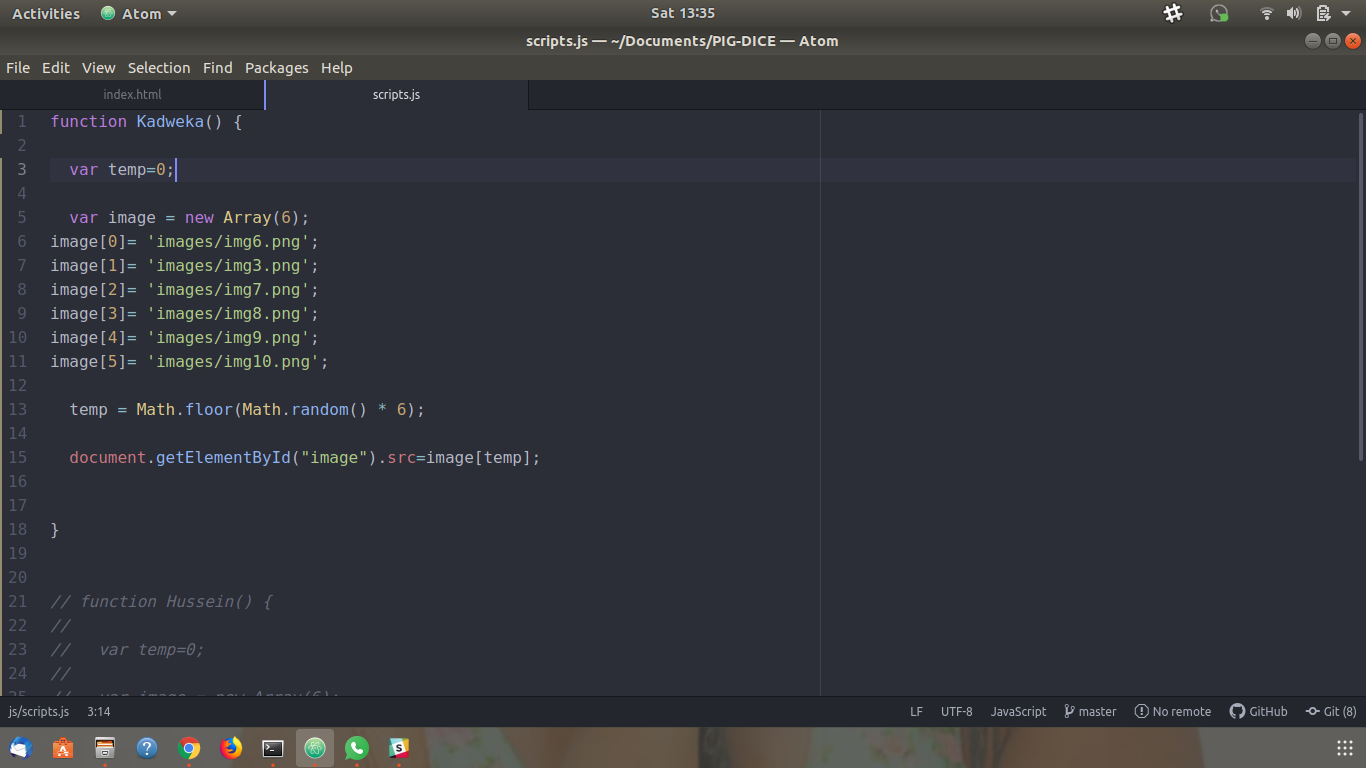 Activities Atom Sat 13:35
scripts.js — ~/Documents/PIG-DICE — Atom
File Edit View Selection Find Packages Help
index.html scripts.js
1 function Kadweka() {
2
3 var temp=0;
4
5 var image = new Array(6);
6 image[0]= 'images/img6.png';
7 image[1]= 'images/img3.png';
8 image[2]= 'images/img7.png';
9 image[3]= 'images/img8.png';
10 image[4]= 'images/img9.png';
11 image[5]= 'images/img10.png';
12
13 temp = Math.floor(Math.random() * 6);
14
15 document.getElementById("image").src=image[temp];
16
17
18 }
19
20
21 // function Hussein() {
22 //
23 // var temp=0;
24 //
25 // var image = new Array(6);
js/scripts.js 3:14 LF UTF-8 JavaScript master No remote GitHub Git (8)